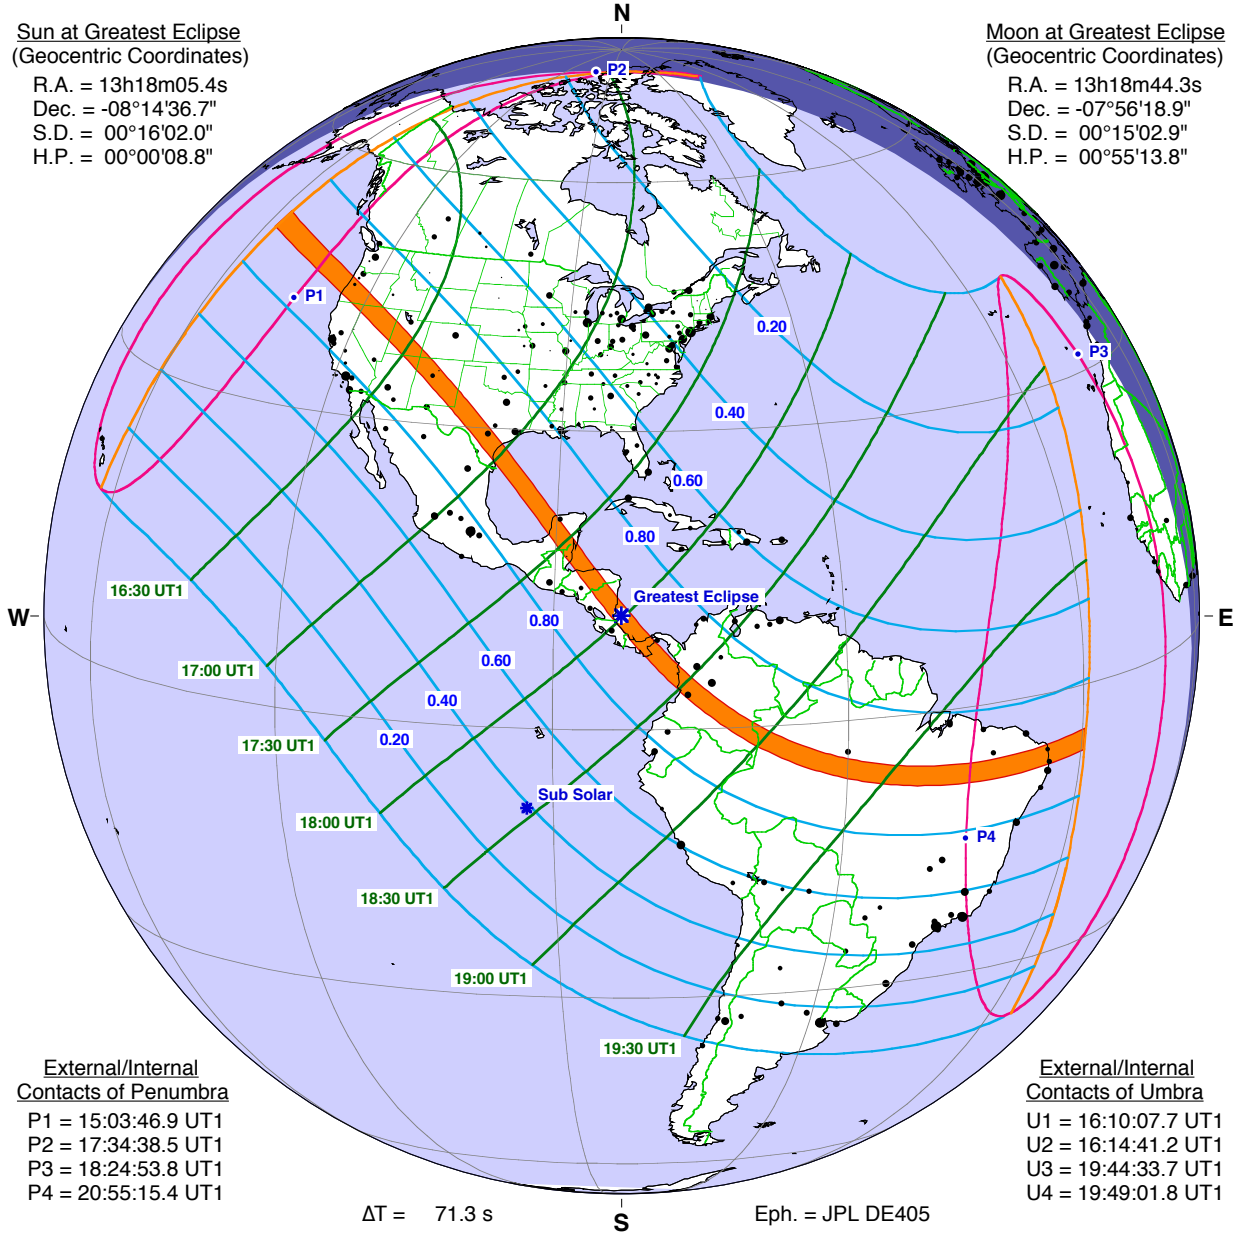 N
Sun at Greatest Eclipse
(Geocentric Coordinates)
R.A. = 13h18m05.4s
Dec. = -08°14'36.7"
S.D. = 00°16'02.0"
H.P. = 00°00'08.8"
Moon at Greatest Eclipse
(Geocentric Coordinates)
R.A. = 13h18m44.3s
Dec. = -07°56'18.9"
S.D. = 00°15'02.9"
H.P. = 00°55'13.8"
P2
P1
0.20
P3
0.40
0.60
0.80
16:30 UT1
Greatest Eclipse
W
E
0.80
0.60
17:00 UT1
0.40
0.20
17:30 UT1
Sub Solar
18:00 UT1
P4
18:30 UT1
19:00 UT1
19:30 UT1
External/Internal
Contacts of Penumbra
P1 = 15:03:46.9 UT1
P2 = 17:34:38.5 UT1
P3 = 18:24:53.8 UT1
P4 = 20:55:15.4 UT1
External/Internal
Contacts of Umbra
U1 = 16:10:07.7 UT1
U2 = 16:14:41.2 UT1
U3 = 19:44:33.7 UT1
U4 = 19:49:01.8 UT1
ΔT = 71.3 s
S
Eph. = JPL DE405